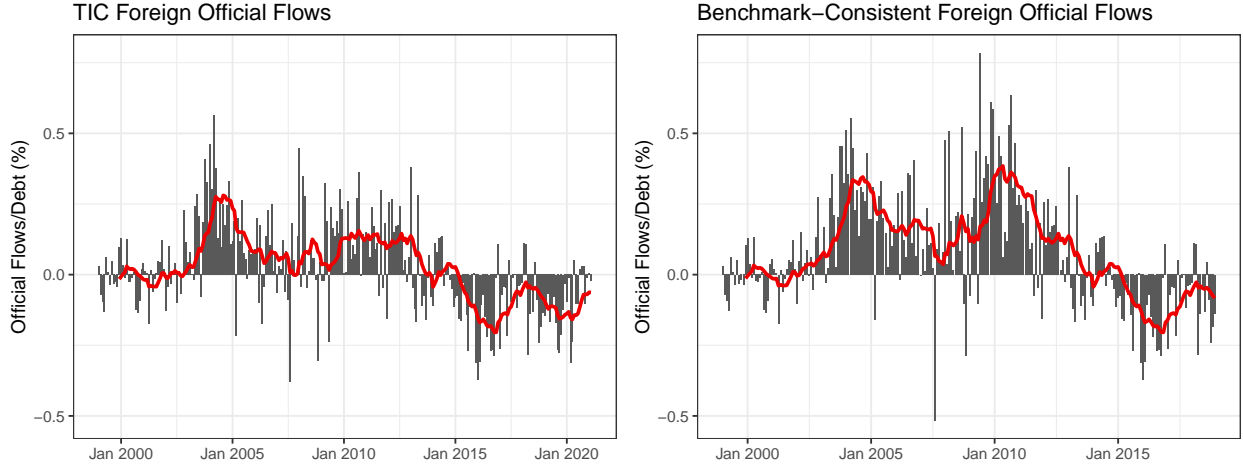 TIC Foreign Official Flows
Official Flows/Debt (%)
0.5
0.0
−0.5
Jan 2000
Jan 2005
Jan 2010
Jan 2015
Jan 2020
Benchmark−Consistent Foreign Official Flows
Official Flows/Debt (%)
0.5
0.0
−0.5
Jan 2000
Jan 2005
Jan 2010
Jan 2015